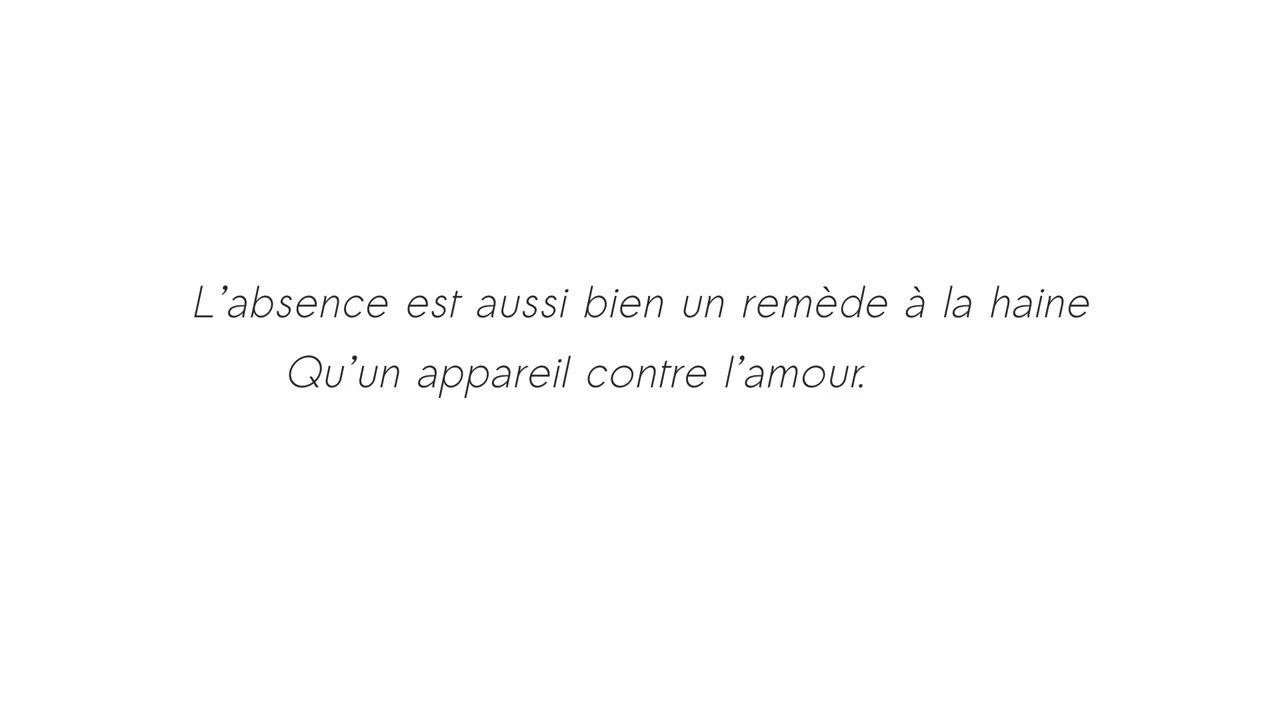 L’absence est aussi bien un remède à la haine
Qu’un appareil contre l’amour.